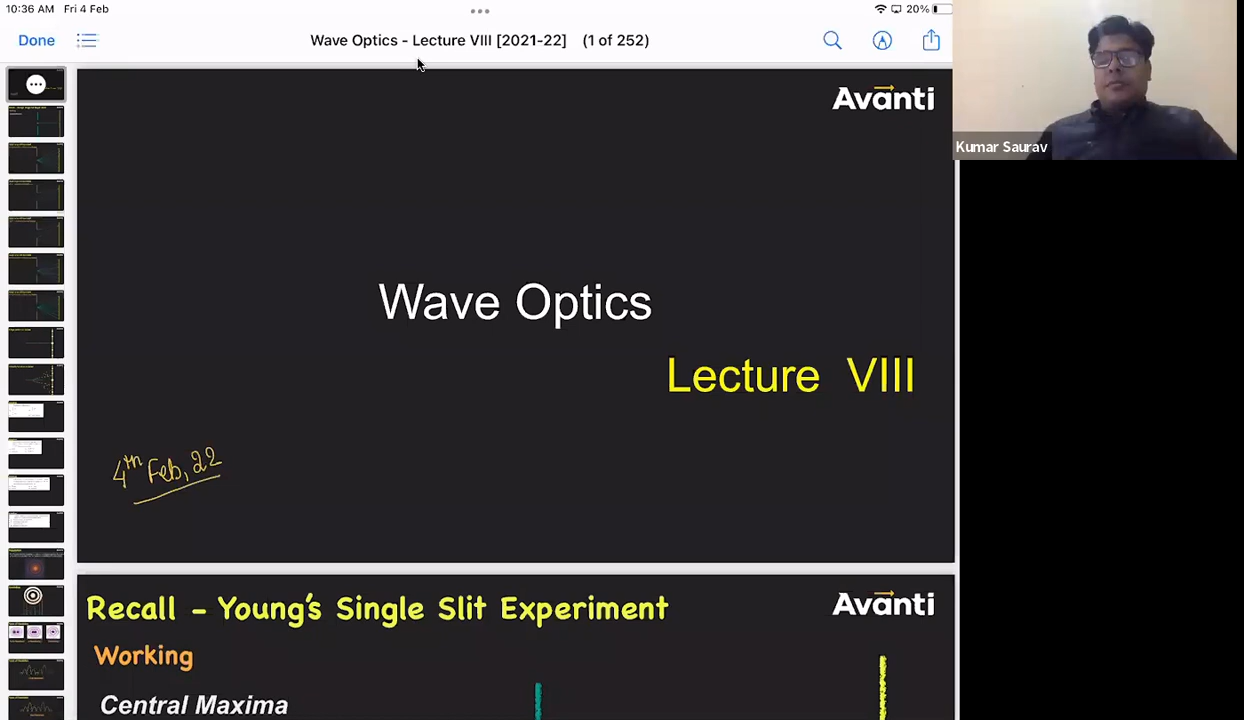 10:36 AM Fri 4 Feb
20%
Done
Wave Optics - Lecture VIII [2021-22] (1 of 252)
Avanti
Kumar Saurav
Wave Optics
Lecture VIII
4th Feb, 22
Recall - Young's Single Slit Experiment
Avanti
Working
Central Maxima